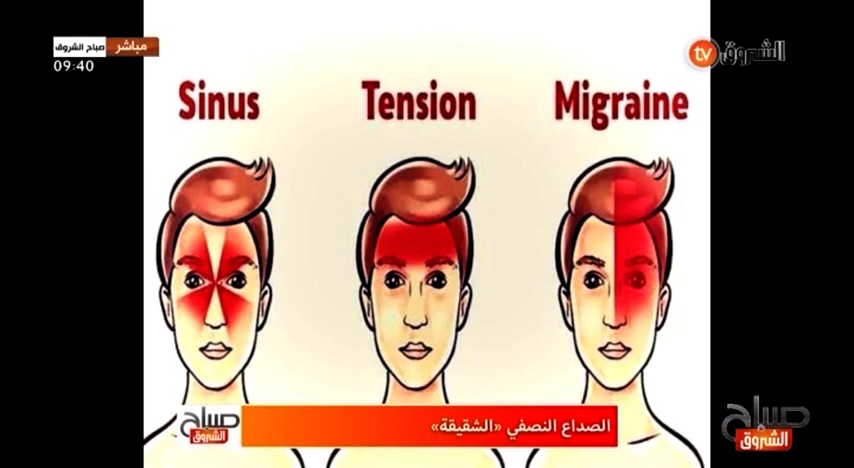 صباح الشروق مباشر
09:40
الشروق tv
Sinus Tension Migraine
الصداع النصفي «الشقيقة»
صباح
الشروق
صباح
الشروق